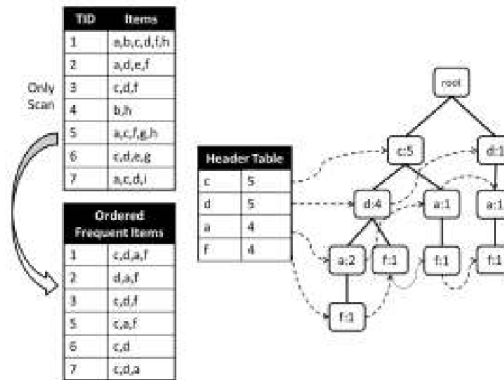 TID Items
1 a,b,c,d,f,h
2 a,d,e,f
3 c,d,f
4 b,h
5 a,c,f,g,h
6 c,d,e,g
7 a,c,d,i
Only
Scan
Ordered
Frequent Items
1 c,d,a,f
2 d,a,f
3 c,d,f
5 c,a,f
6 c,d
7 c,d,a
Header Table
c 5
d 5
a 4
f 4
root
c:5 d:1
d:4 a:1 a:1
a:2 f:1 f:1 f:1
f:1